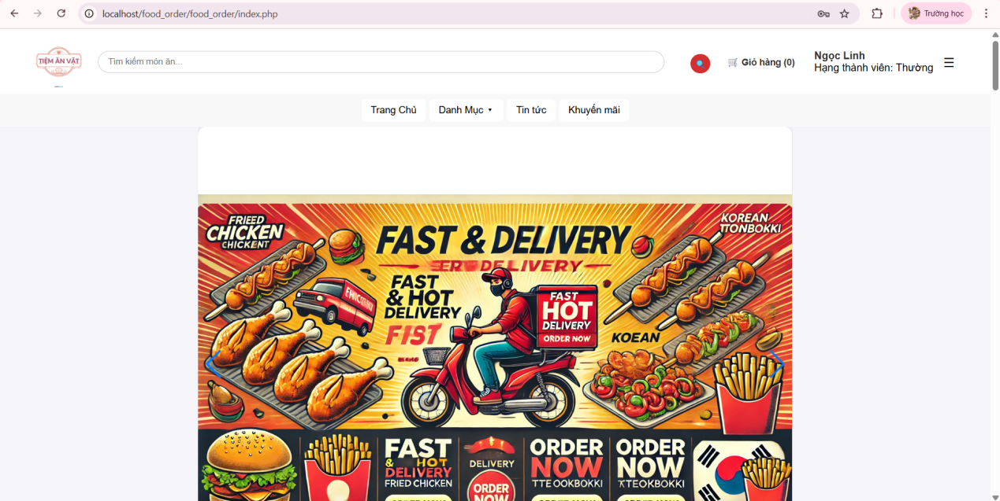 localhost/food_order/food_order/index.php
Trường học
TIỆM ĂN VẶT
Tìm kiếm món ăn...
Giỏ hàng (0)
Ngọc Linh
Hạng thành viên: Thường
Trang Chủ
Danh Mục
Tin tức
Khuyến mãi
FRIED
CHICKEN
CHICKENT
KOREAN
TTONBOKKI
FAST & DELIVERY
DELIVERY
FAST
& HOT
DELIVERY
FIST
FAST
HOT
DELIVERY
ORDER NOW
KOEAN
FAST
& HOT
DELIVERY
FRIED CHICKEN
DELIVERY
ORDER
NOW
ORDER
NOW
TTE OOKBOKKI
ORDER
NOW